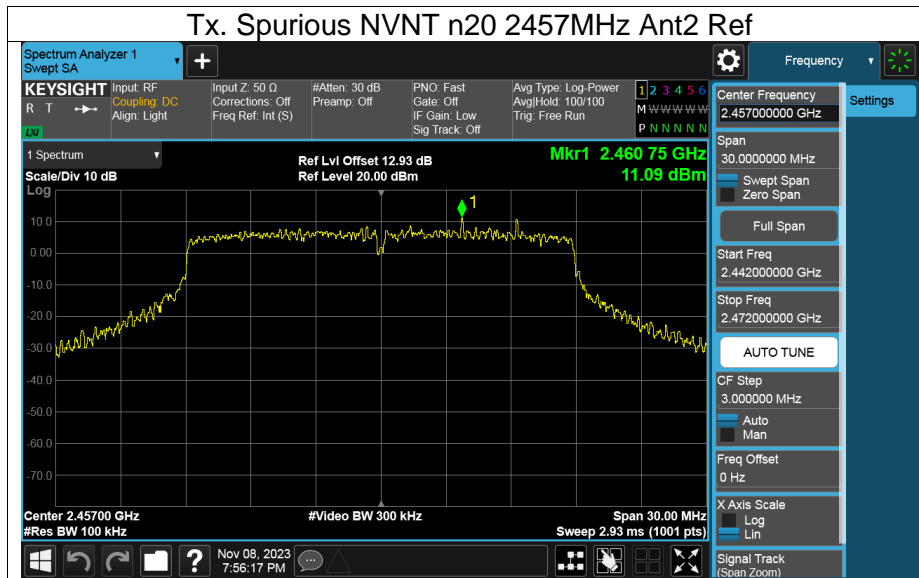 Tx. Spurious NVNT n20 2457MHz Ant2 Ref
Spectrum Analyzer 1
Swept SA
+
Frequency
KEYSIGHT
R T
LXI
Input: RF
Coupling: DC
Align: Light
Input Z: 50 Ω
Corrections: Off
Freq Ref: Int (S)
#Atten: 30 dB
Preamp: Off
PNO: Fast
Gate: Off
IF Gain: Low
Sig Track: Off
Avg Type: Log-Power
Avg|Hold: 100/100
Trig: Free Run
1 2 3 4 5 6
M W W W W W
P N N N N N
1 Spectrum
Scale/Div 10 dB
Log
Ref Lvl Offset 12.93 dB
Ref Level 20.00 dBm
Mkr1 2.460 75 GHz
11.09 dBm
1
10.0
0.00
-10.0
-20.0
-30.0
-40.0
-50.0
-60.0
-70.0
Center 2.45700 GHz
#Res BW 100 kHz
#Video BW 300 kHz
Span 30.00 MHz
Sweep 2.93 ms (1001 pts)
Center Frequency
2.457000000 GHz
Settings
Span
30.0000000 MHz
Swept Span
Zero Span
Full Span
Start Freq
2.442000000 GHz
Stop Freq
2.472000000 GHz
AUTO TUNE
CF Step
3.000000 MHz
Auto
Man
Freq Offset
0 Hz
X Axis Scale
Log
Lin
Signal Track
(Span Zoom)
?
Nov 08, 2023
7:56:17 PM